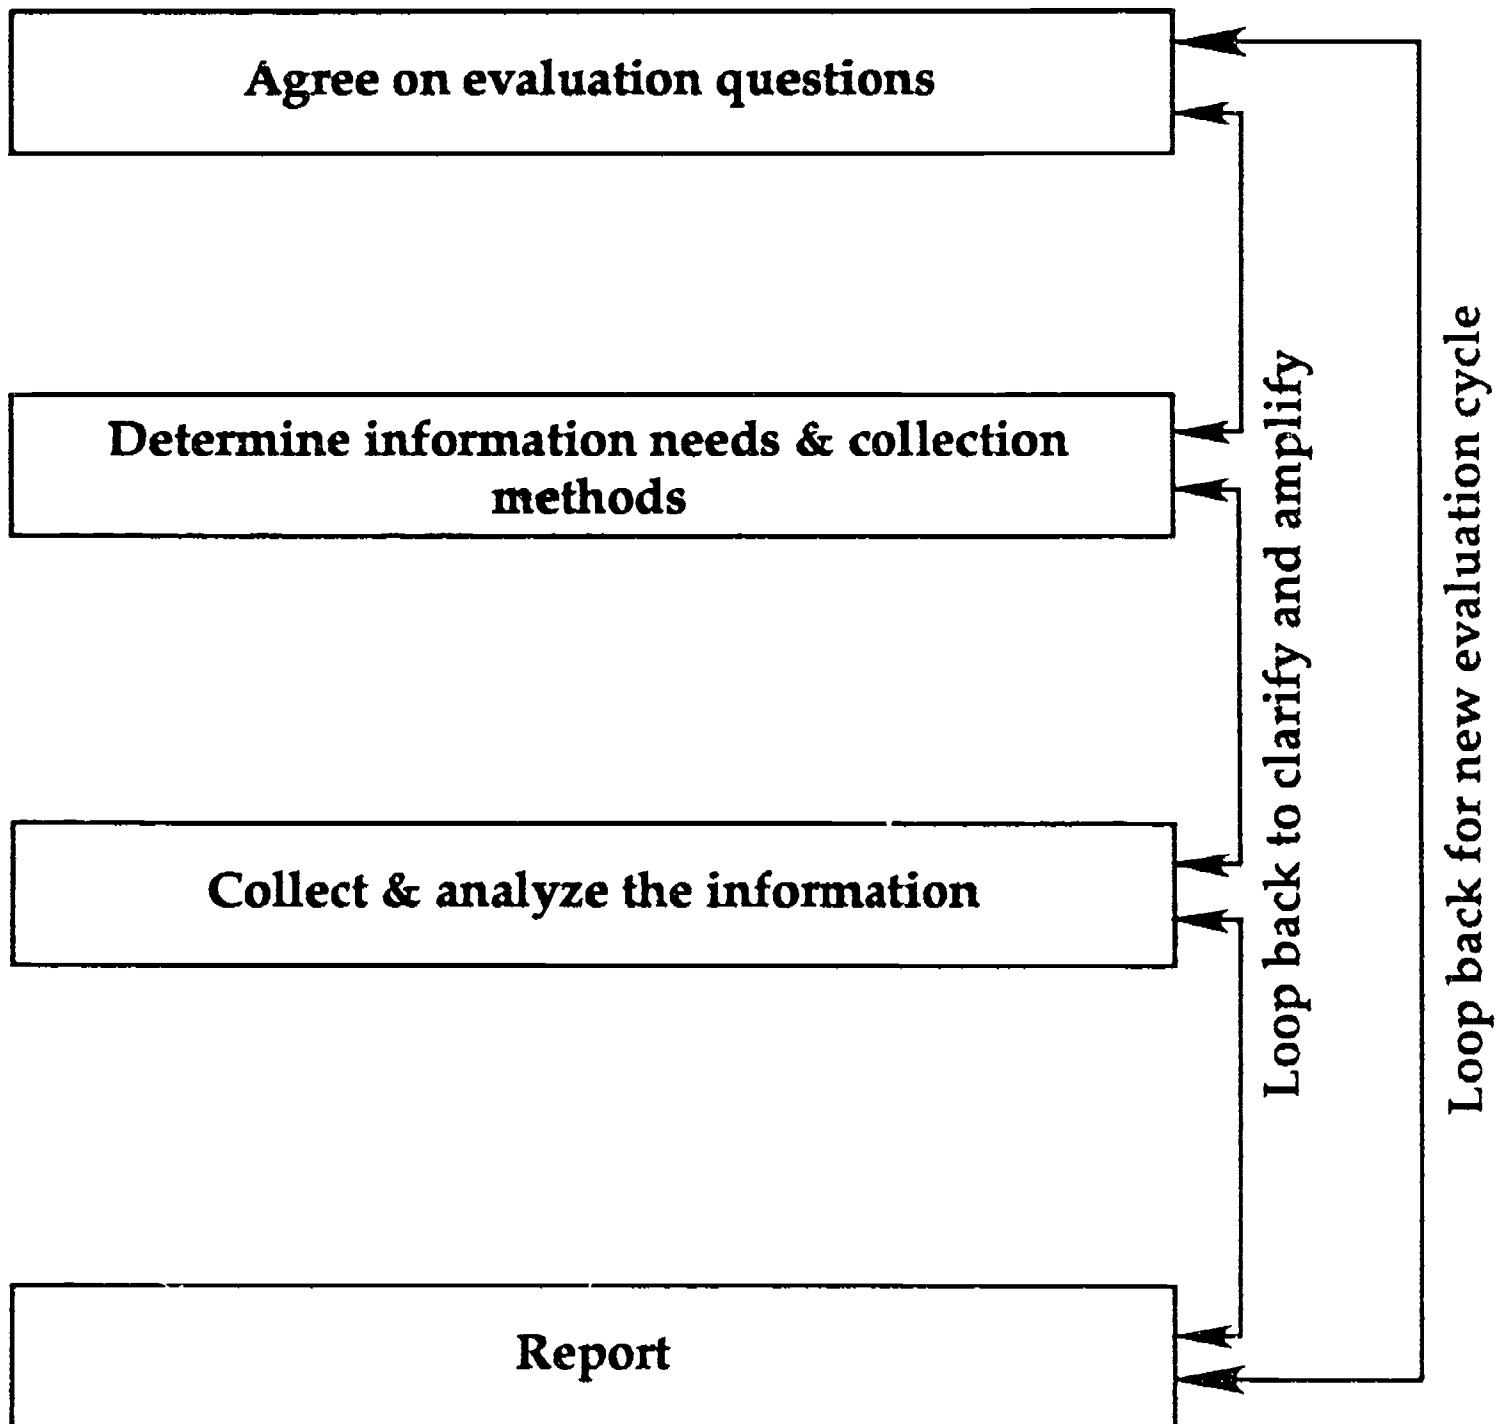 Agree on evaluation questions
Determine information needs & collection
methods
Collect & analyze the information
Report
Loop back to clarify and amplify
Loop back for new evaluation cycle